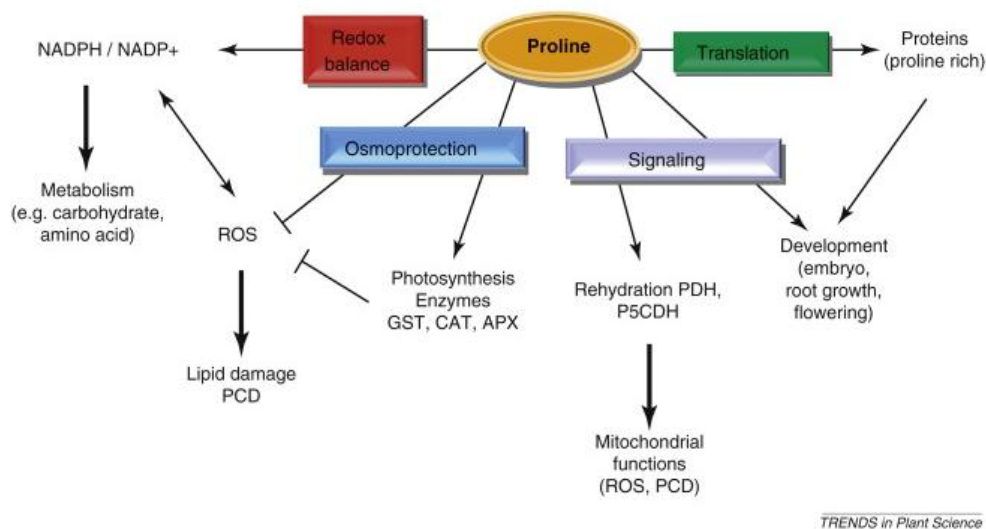 NADPH / NADP+
Redox
balance
Proline
Translation
Proteins
(proline rich)
Osmoprotection
Signaling
Metabolism
(e.g. carbohydrate,
amino acid)
ROS
Photosynthesis
Enzymes
GST, CAT, APX
Rehydration PDH,
P5CDH
Development
(embryo,
root growth,
flowering)
Lipid damage
PCD
Mitochondrial
functions
(ROS, PCD)
TRENDS in Plant Science